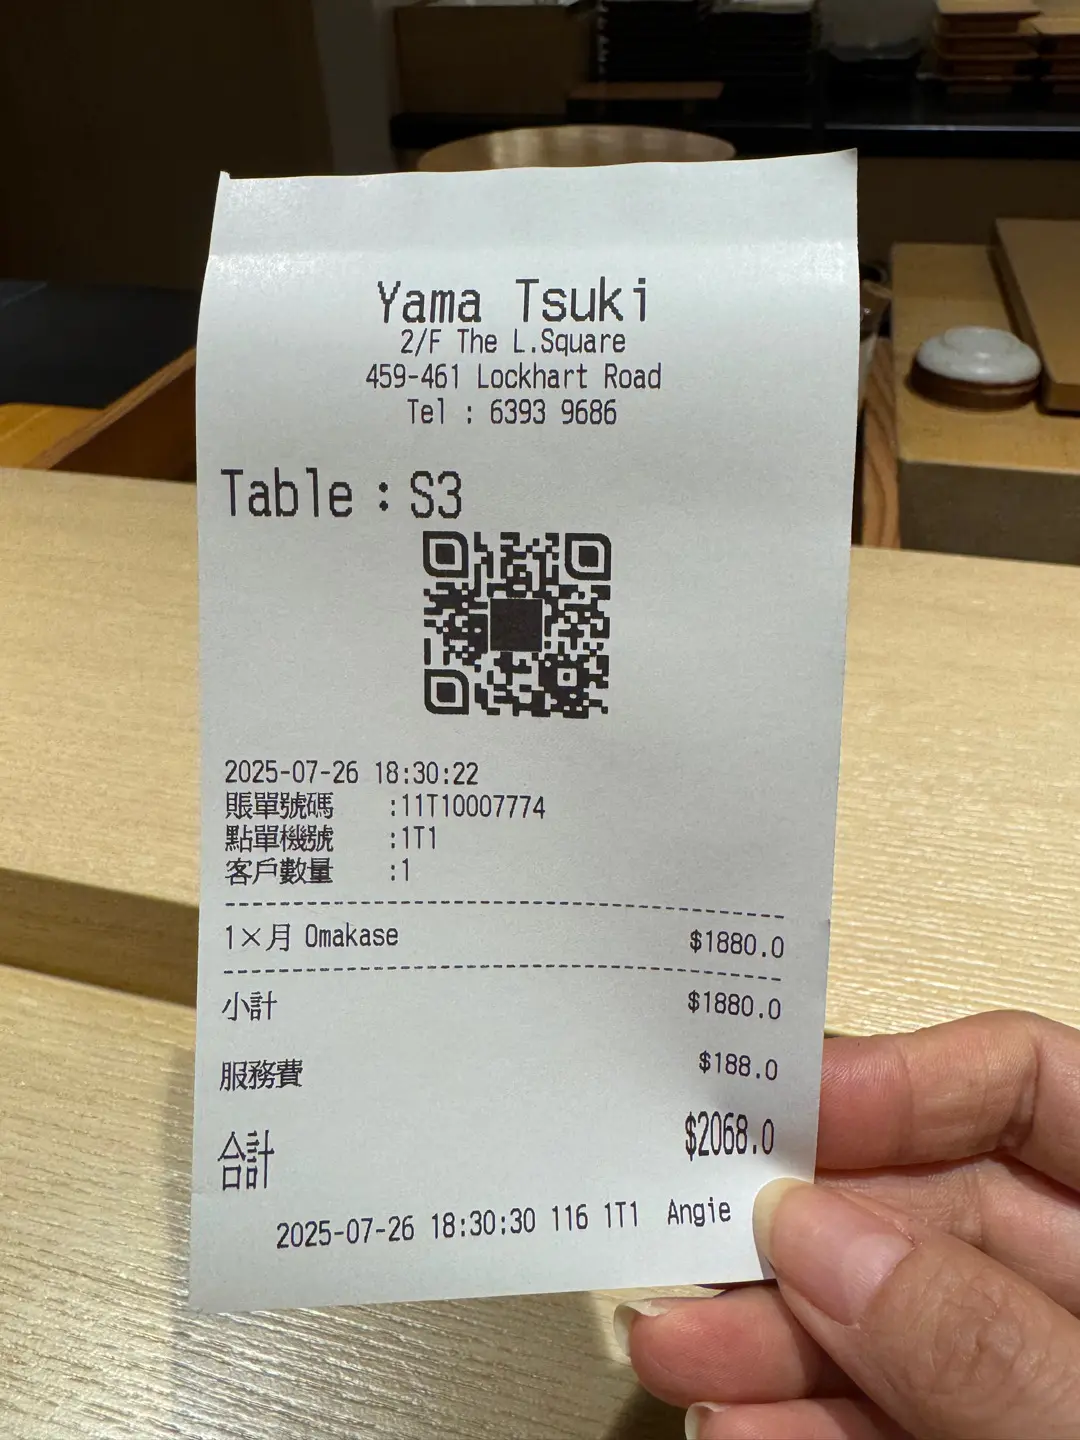 Yama Tsuki
2/F The L.Square
459-461 Lockhart Road
Tel : 6393 9686
Table : S3
2025-07-26 18:30:22
賬單號碼 :11T10007774
點單機號 :1T1
客戶數量 :1
1×月 Omakase $1880.0
小計 $1880.0
服務費 $188.0
合計 $2068.0
2025-07-26 18:30:30 116 1T1 Angie